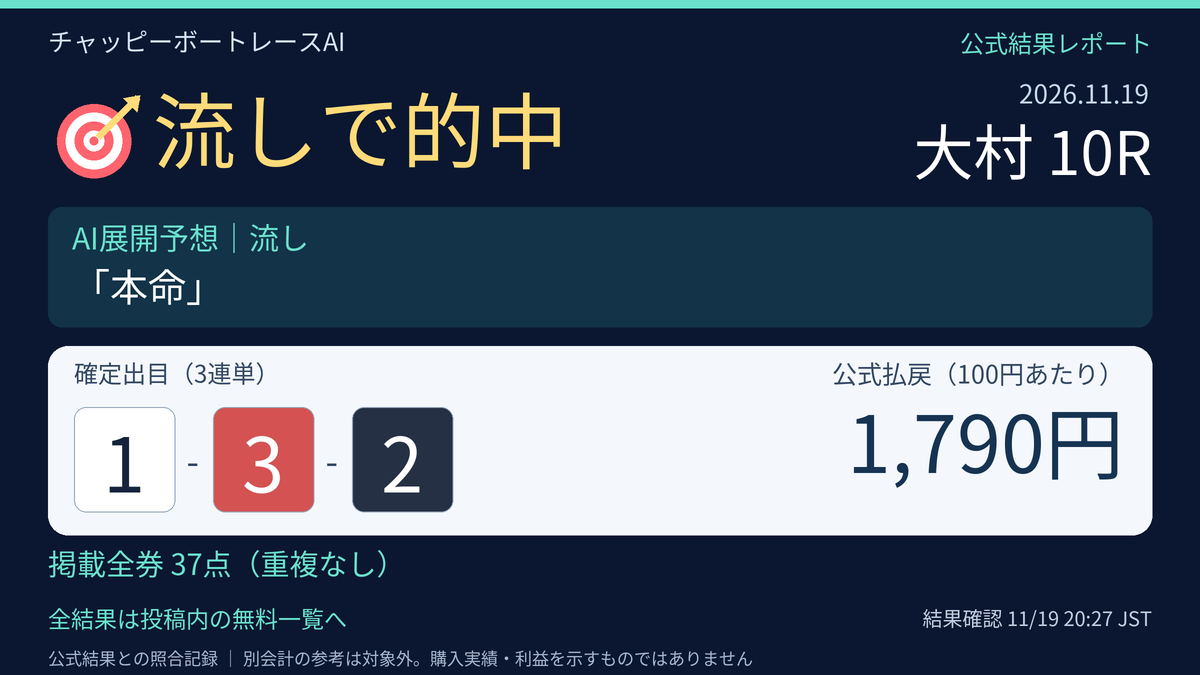 チャッピーボートレースAI
公式結果レポート
2026.11.19
流しで的中
大村 10R
AI展開予想｜流し
「本命」
確定出目（3連単）
公式払戻（100円あたり）
1 - 3 - 2
1,790円
掲載全券 37点（重複なし）
全結果は投稿内の無料一覧へ
結果確認 11/19 20:27 JST
公式結果との照合記録 ｜ 別会計の参考は対象外。購入実績・利益を示すものではありません